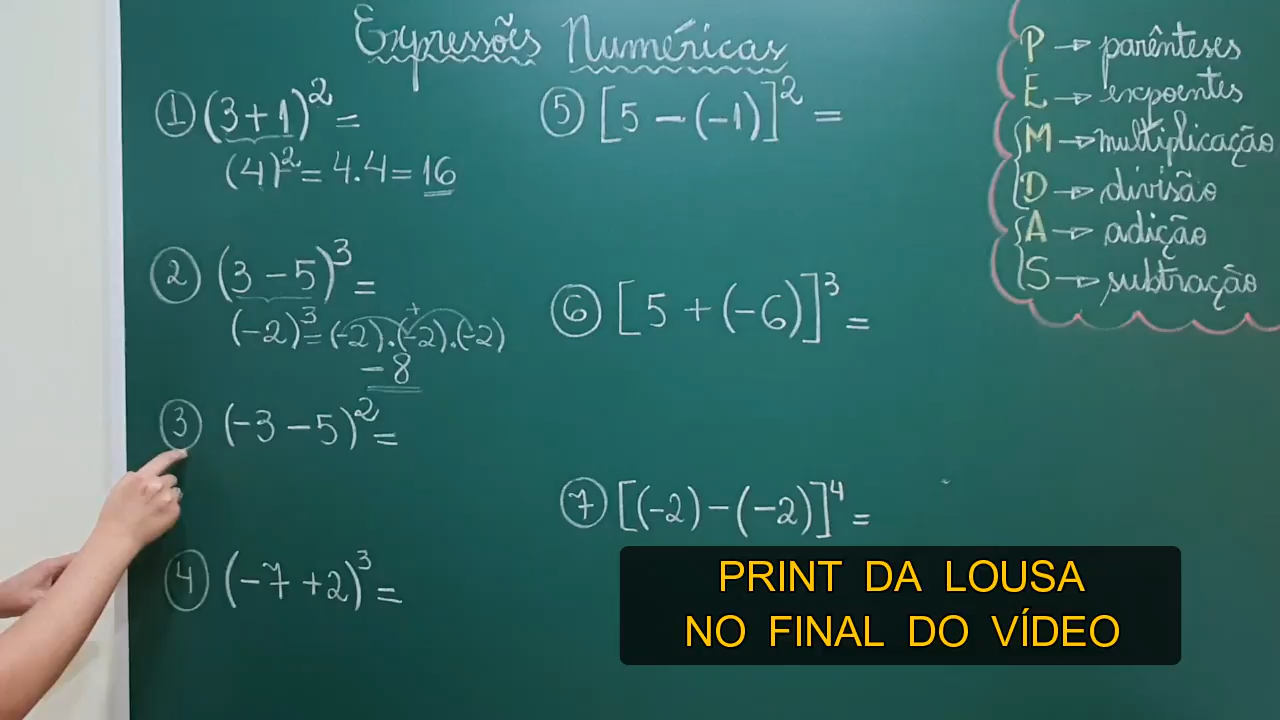 Expressões Numéricas
① (3+1)² =
(4)² = 4.4 = 16
② (3-5)³ =
+
(-2)³ = (-2).(-2).(-2)
-8
③ (-3-5)² =
④ (-7+2)³ =
⑤ [5-(-1)]² =
⑥ [5+(-6)]³ =
⑦ [(-2)-(-2)]⁴ =
P → parênteses
E → expoentes
M → multiplicação
D → divisão
A → adição
S → subtração
PRINT DA LOUSA
NO FINAL DO VÍDEO